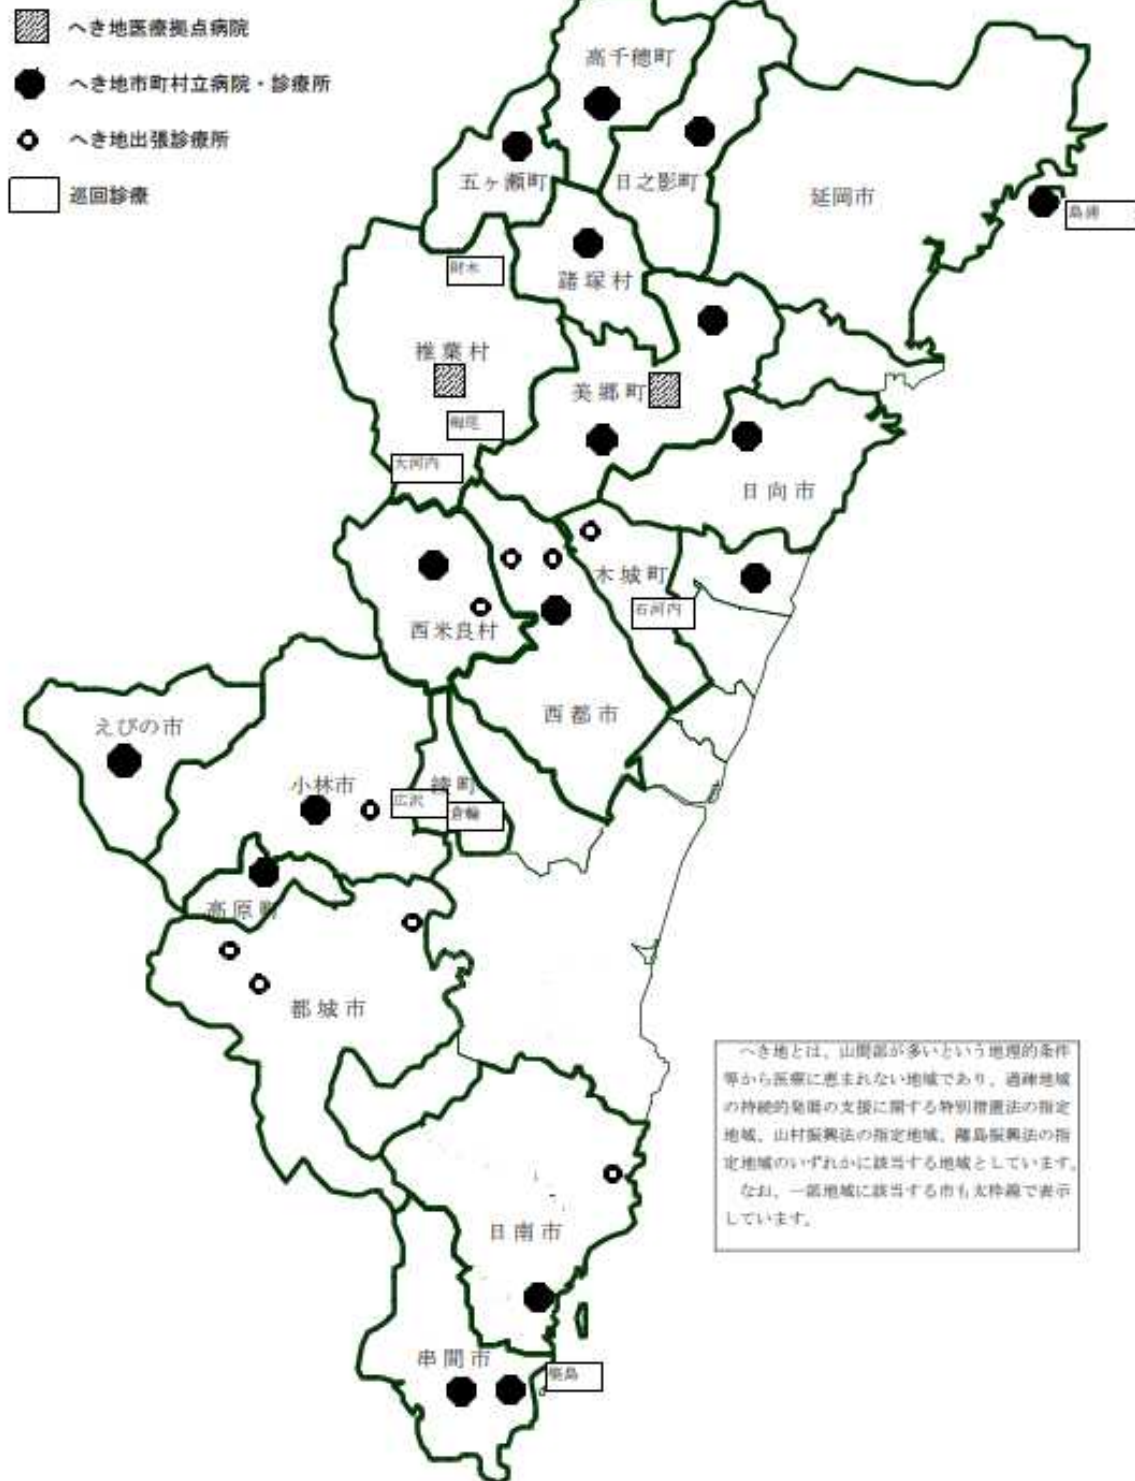 へき地医療拠点病院
へき地市町村立病院・診療所
へき地出張診療所
巡回診療
高千穂町
五ヶ瀬町
日之影町
延岡市
島浦
諸塚村
財木
椎葉村
美郷町
栂尾
大河内
日向市
木城町
石河内
西米良村
西都市
えびの市
小林市
綾町
広沢
倉輪
高原町
都城市
へき地とは、山間部が多いという地理的条件
等から医療に恵まれない地域であり、過疎地域
の持続的発展の支援に関する特別措置法の指定
地域、山村振興法の指定地域、離島振興法の指
定地域のいずれかに該当する地域としています。
なお、一部地域に該当する市も太枠線で表示
しています。
日南市
串間市
築島